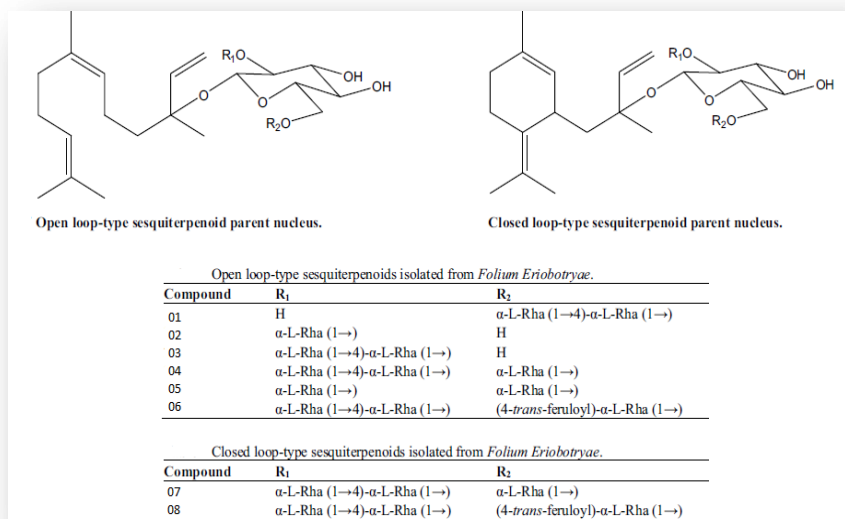 R₁O
OH
OH
O
O
R₂O
R₁O
OH
OH
O
O
R₂O
Open loop-type sesquiterpenoid parent nucleus.
Closed loop-type sesquiterpenoid parent nucleus.
Open loop-type sesquiterpenoids isolated from Folium Eriobotryae.
Compound R₁ R₂
01 H α-L-Rha (1→4)-α-L-Rha (1→)
02 α-L-Rha (1→) H
03 α-L-Rha (1→4)-α-L-Rha (1→) H
04 α-L-Rha (1→4)-α-L-Rha (1→) α-L-Rha (1→)
05 α-L-Rha (1→) α-L-Rha (1→)
06 α-L-Rha (1→4)-α-L-Rha (1→) (4-trans-feruloyl)-α-L-Rha (1→)
Closed loop-type sesquiterpenoids isolated from Folium Eriobotryae.
Compound R₁ R₂
07 α-L-Rha (1→4)-α-L-Rha (1→) α-L-Rha (1→)
08 α-L-Rha (1→4)-α-L-Rha (1→) (4-trans-feruloyl)-α-L-Rha (1→)